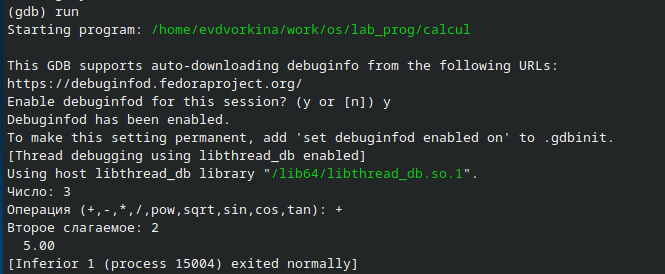 (gdb) run
Starting program: /home/evdvorkina/work/os/lab_prog/calcul

This GDB supports auto-downloading debuginfo from the following URLs:
https://debuginfod.fedoraproject.org/
Enable debuginfod for this session? (y or [n]) y
Debuginfod has been enabled.
To make this setting permanent, add 'set debuginfod enabled on' to .gdbinit.
[Thread debugging using libthread_db enabled]
Using host libthread_db library "/lib64/libthread_db.so.1".
Число: 3
Операция (+,-,*,/,pow,sqrt,sin,cos,tan): +
Второе слагаемое: 2
  5.00
[Inferior 1 (process 15004) exited normally]